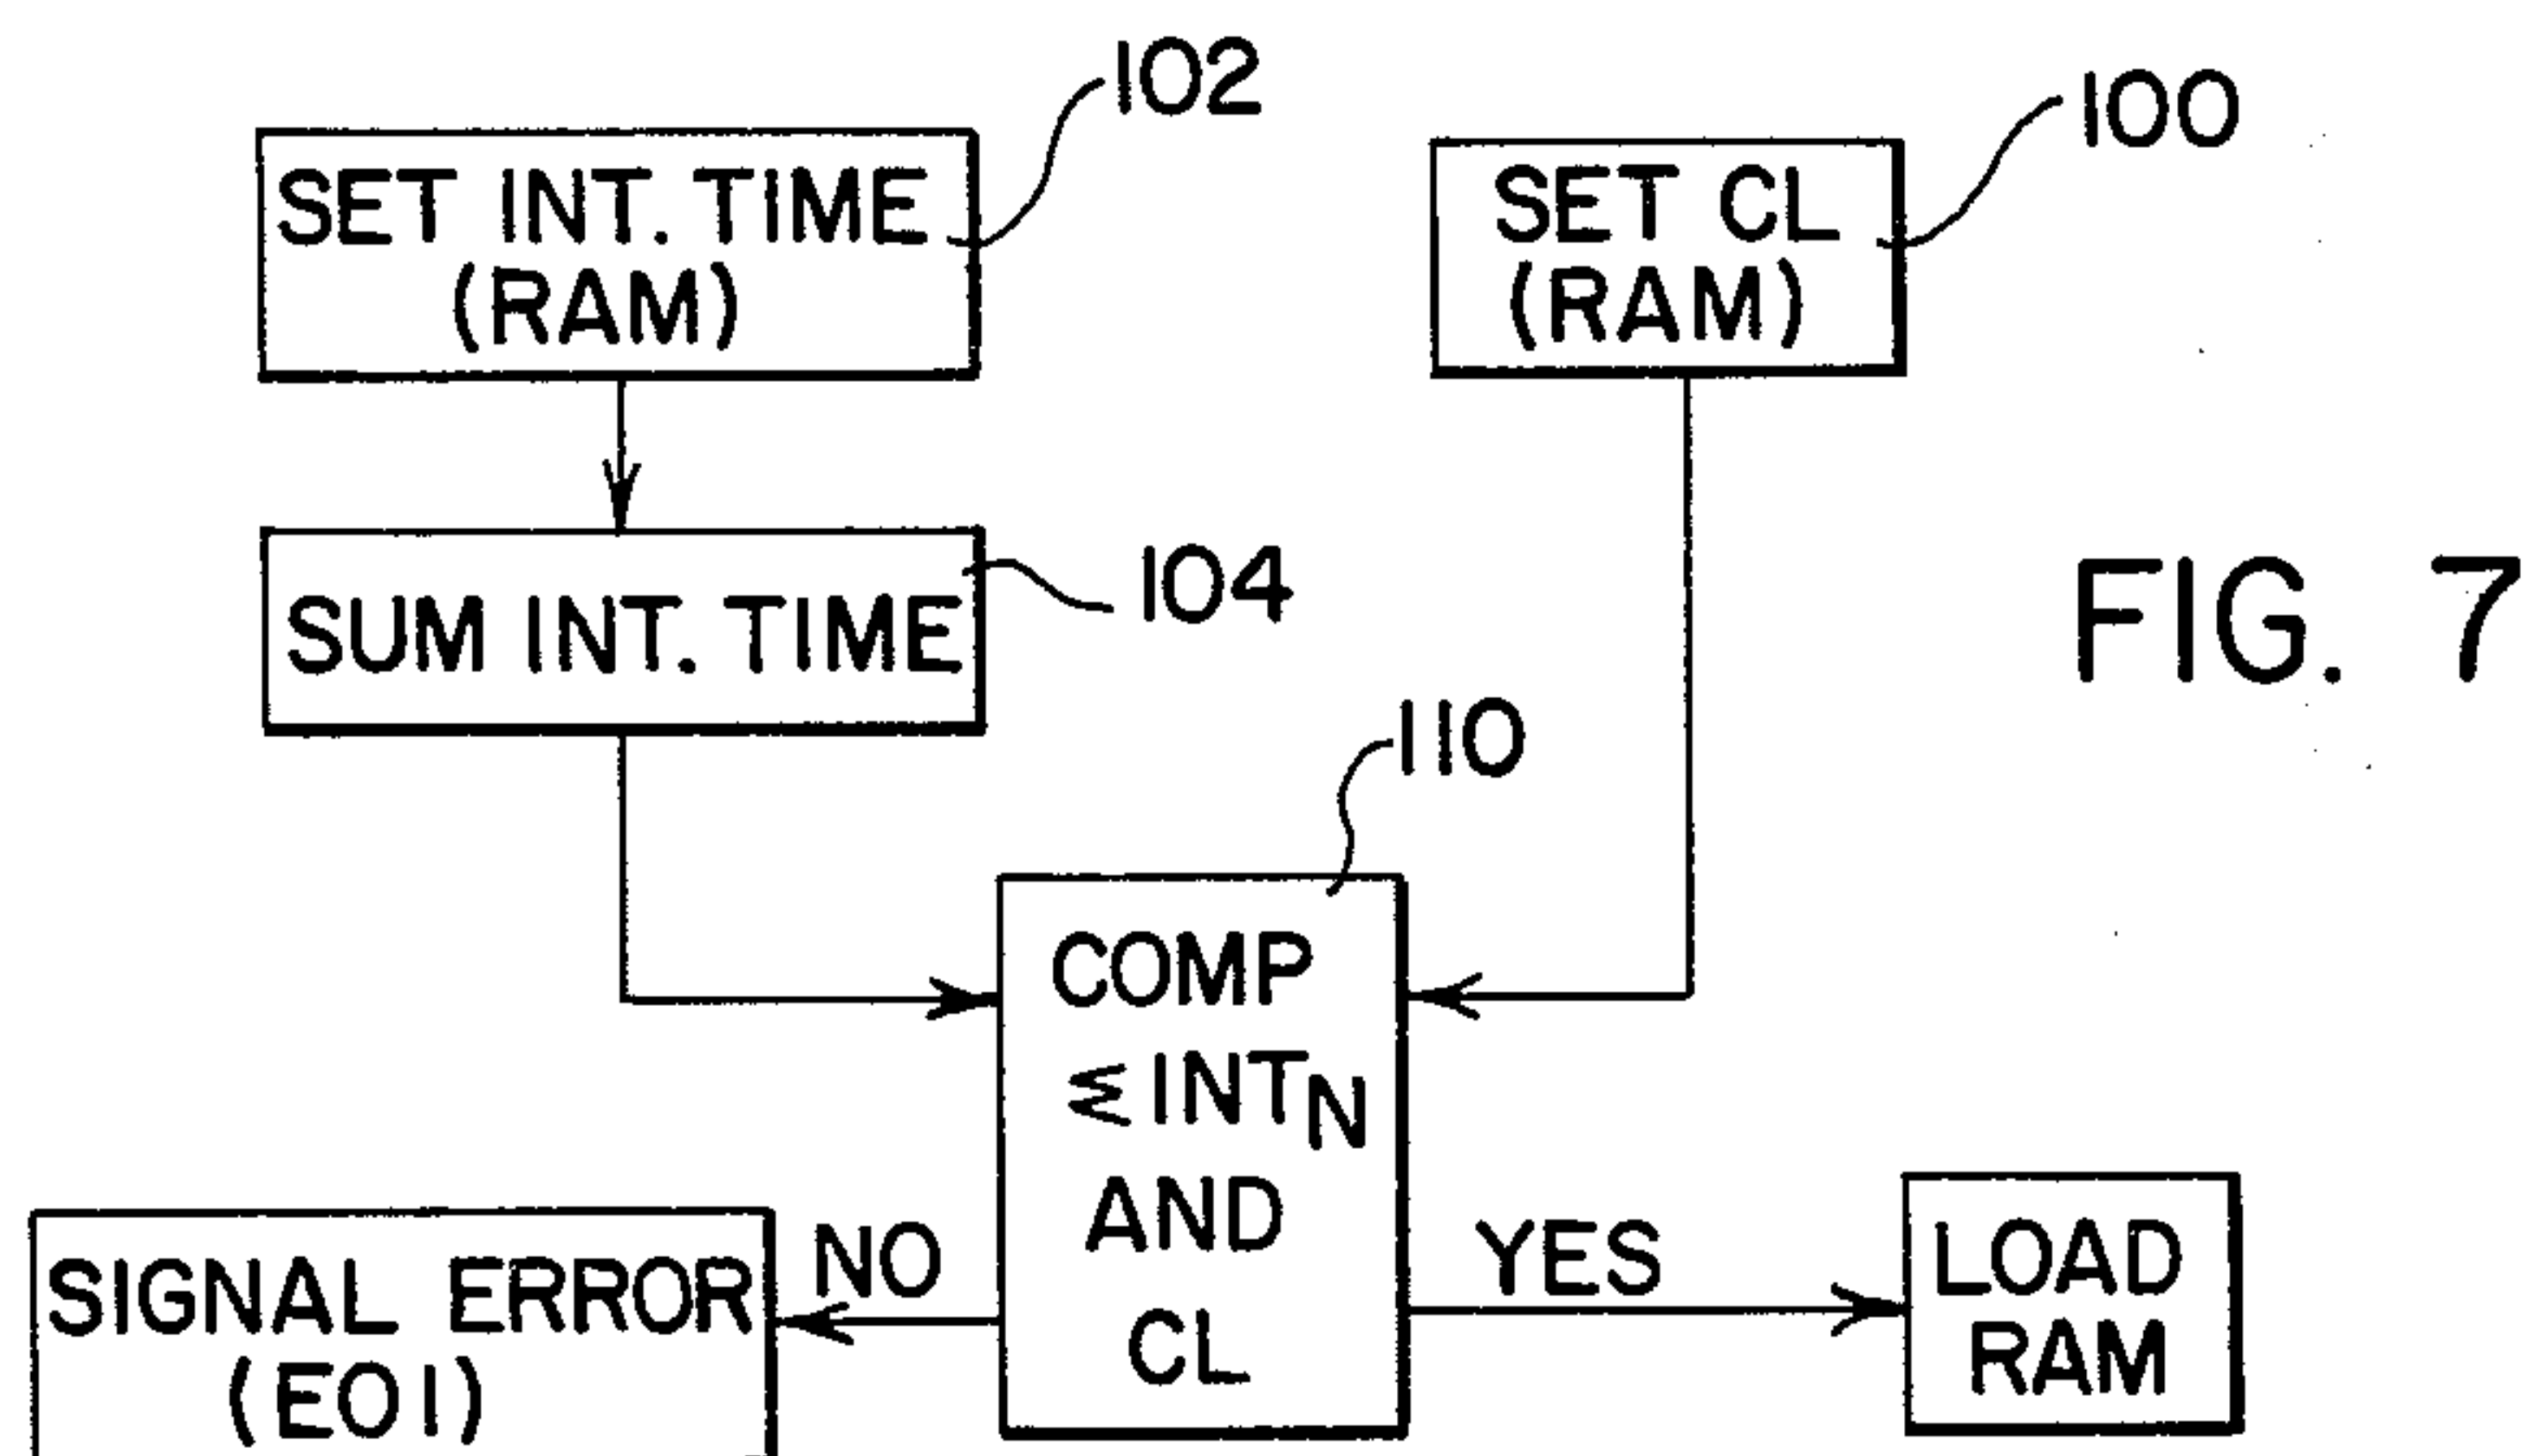 102
100
SET INT. TIME
(RAM)
SET CL
(RAM)
104
SUM INT. TIME
FIG. 7
110
COMP
Σ INTN
AND
CL
NO
YES
SIGNAL ERROR
(E01)
LOAD
RAM